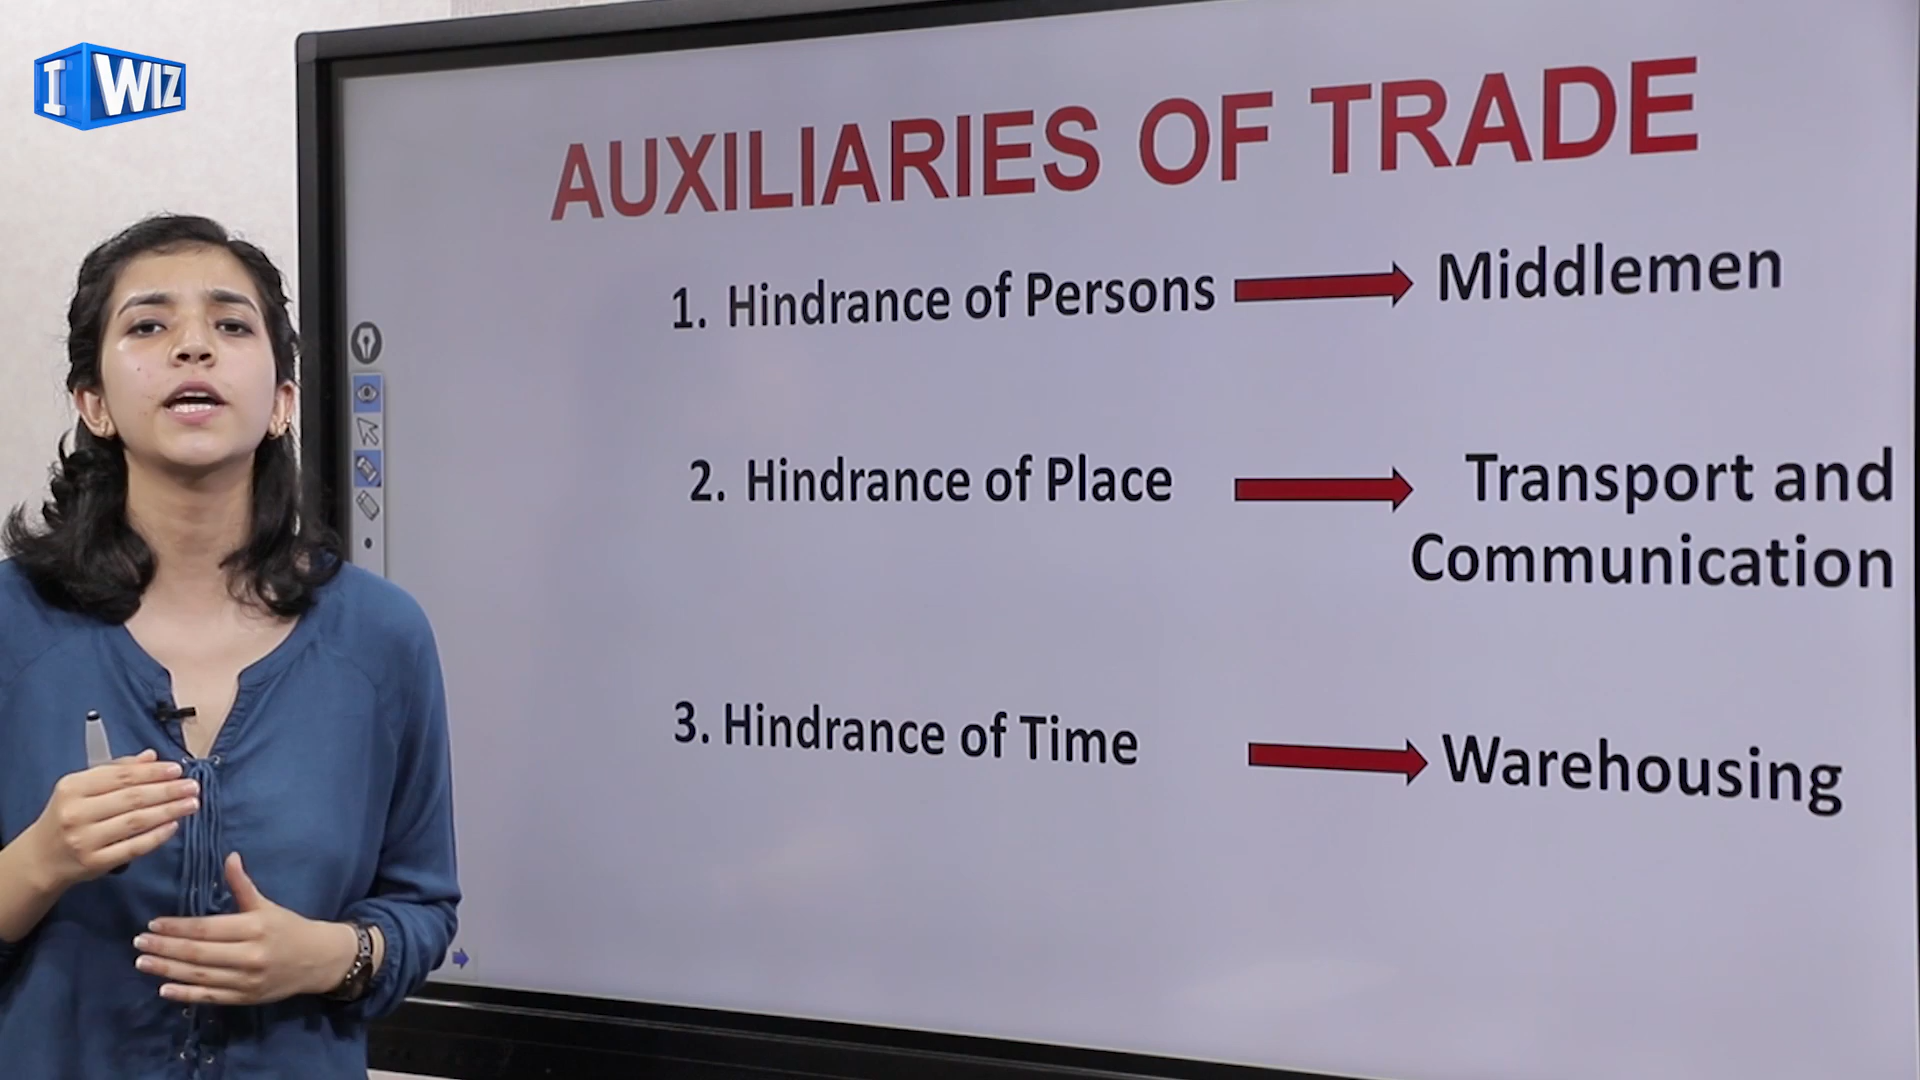 I WIZ
AUXILIARIES OF TRADE
1. Hindrance of Persons Middlemen
2. Hindrance of Place Transport and
Communication
3. Hindrance of Time Warehousing